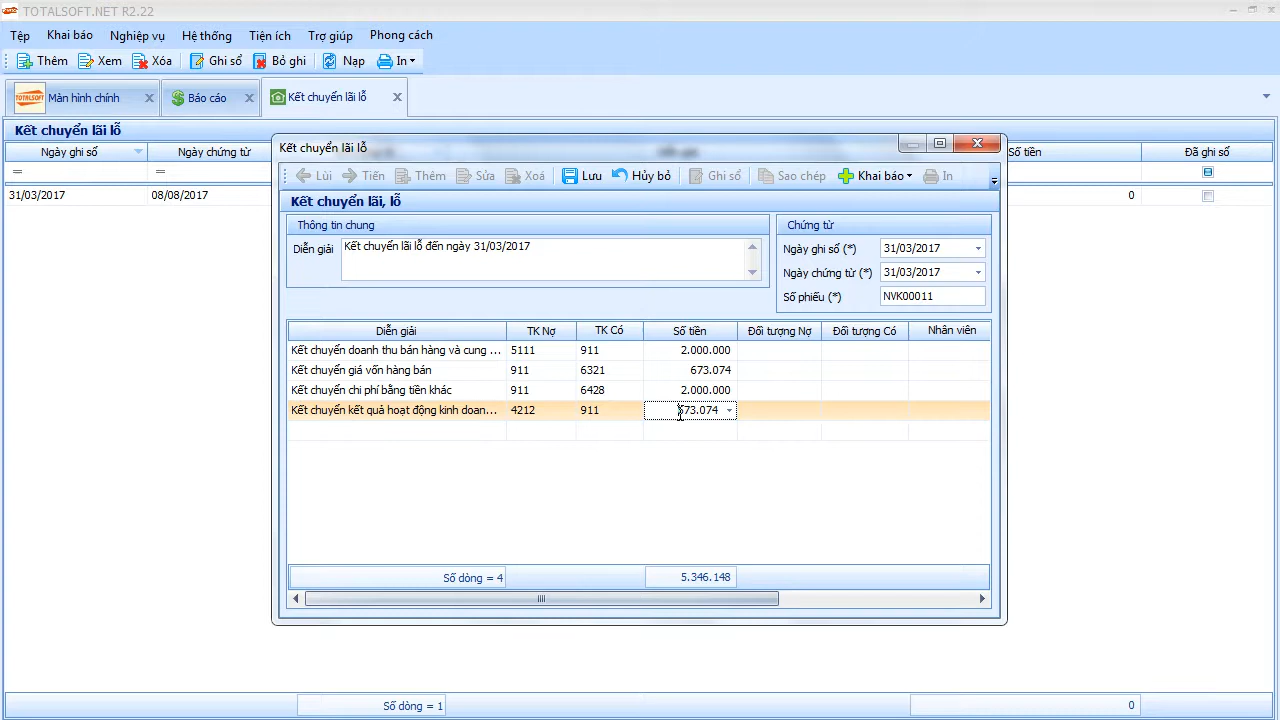 TOTALSOFT.NET R2.22
Tệp Khai báo Nghiệp vụ Hệ thống Tiện ích Trợ giúp Phong cách
Thêm Xem Xóa Ghi sổ Bỏ ghi Nạp In
TOTALSOFT Màn hình chính Báo cáo Kết chuyển lãi lỗ
Kết chuyển lãi lỗ
Ngày ghi sổ Ngày chứng từ Số tiền Đã ghi sổ
= =
31/03/2017 08/08/2017 0
Kết chuyển lãi lỗ
Lùi Tiến Thêm Sửa Xoá Lưu Hủy bỏ Ghi sổ Sao chép Khai báo In
Kết chuyển lãi, lỗ
Thông tin chung
Diễn giải Kết chuyển lãi lỗ đến ngày 31/03/2017
Chứng từ
Ngày ghi sổ (*) 31/03/2017
Ngày chứng từ (*) 31/03/2017
Số phiếu (*) NVK00011
Diễn giải TK Nợ TK Có Số tiền Đối tượng Nợ Đối tượng Có Nhân viên
Kết chuyển doanh thu bán hàng và cung ... 5111 911 2.000.000
Kết chuyển giá vốn hàng bán 911 6321 673.074
Kết chuyển chi phí bằng tiền khác 911 6428 2.000.000
Kết chuyển kết quả hoạt động kinh doan... 4212 911 673.074
Số dòng = 4 5.346.148
Số dòng = 1 0